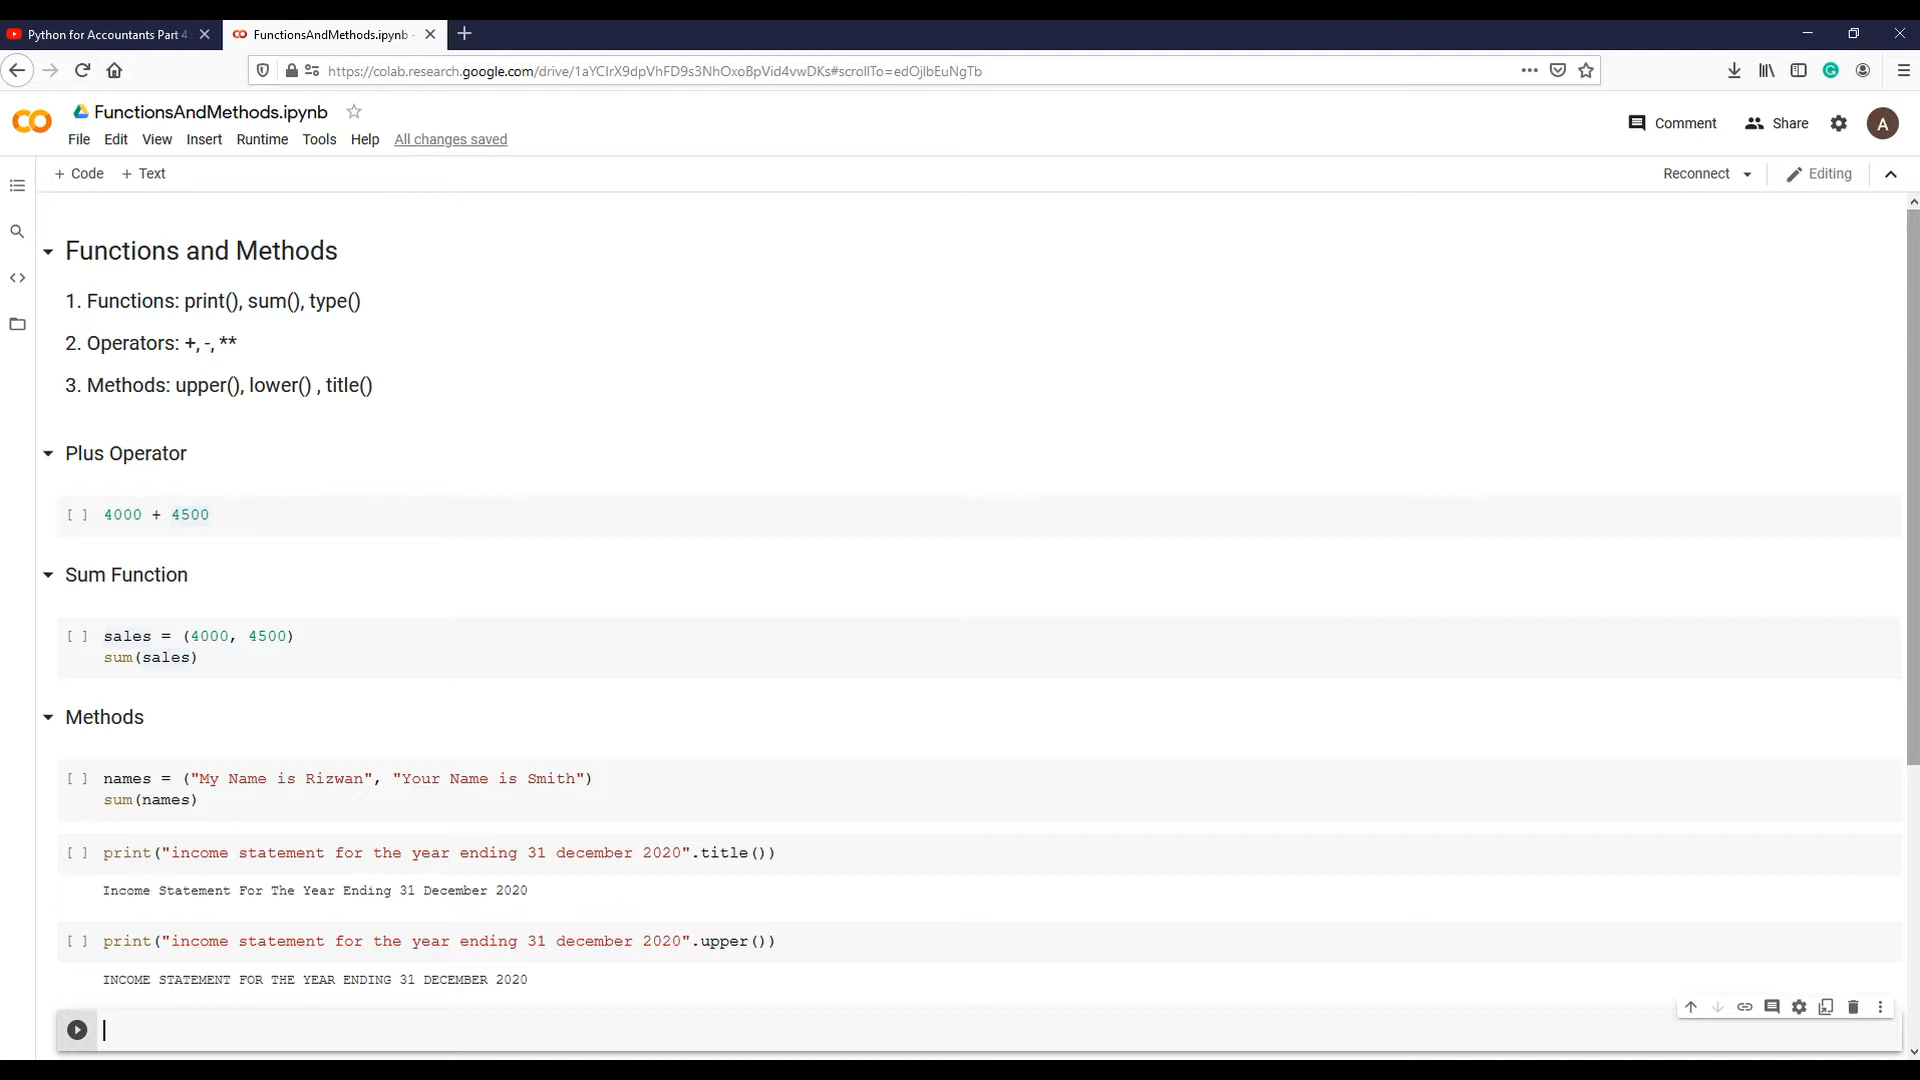 Python for Accountants Part 4
FunctionsAndMethods.ipynb -
https://colab.research.google.com/drive/1aYCIrX9dpVhFD9s3NhOxoBpVid4vwDKs#scrollTo=edOjlbEuNgTb
FunctionsAndMethods.ipynb
Comment
Share
A
File Edit View Insert Runtime Tools Help All changes saved
+ Code + Text
Reconnect
Editing
Functions and Methods
1. Functions: print(), sum(), type()
2. Operators: +, -, **
3. Methods: upper(), lower() , title()
Plus Operator
[ ] 4000 + 4500
Sum Function
[ ] sales = (4000, 4500)
sum(sales)
Methods
[ ] names = ("My Name is Rizwan", "Your Name is Smith")
sum(names)
[ ] print("income statement for the year ending 31 december 2020".title())
Income Statement For The Year Ending 31 December 2020
[ ] print("income statement for the year ending 31 december 2020".upper())
INCOME STATEMENT FOR THE YEAR ENDING 31 DECEMBER 2020